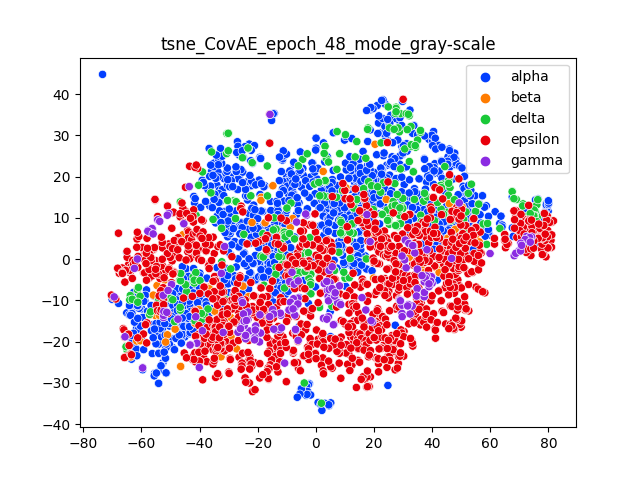 tsne_CovAE_epoch_48_mode_gray-scale
alpha
beta
delta
epsilon
gamma
40
30
20
10
0
−10
−20
−30
−40
−80 −60 −40 −20 0 20 40 60 80